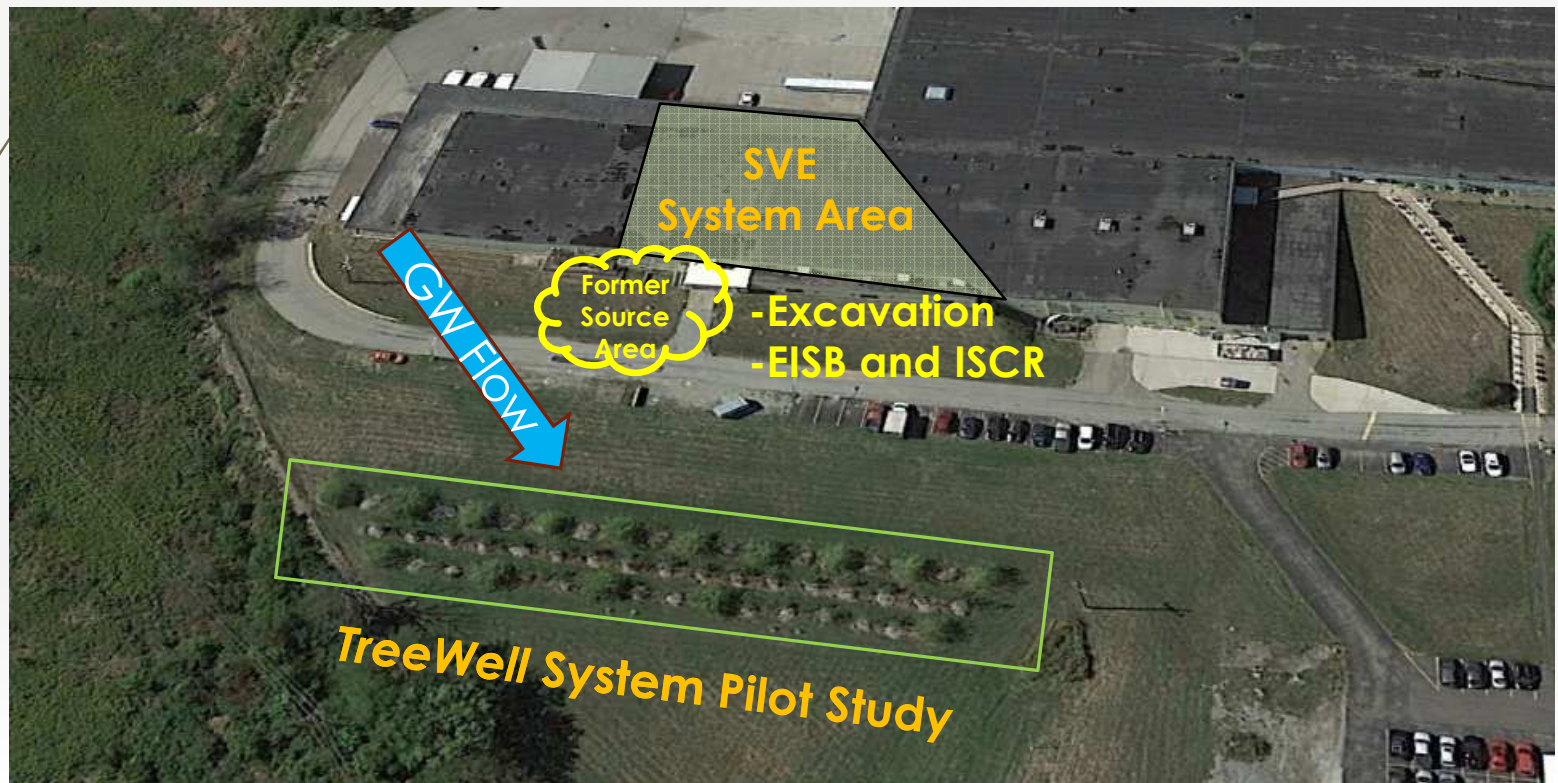 SVE
System Area
Former
Source
Area
-Excavation
-EISB and ISCR
GW Flow
TreeWell System Pilot Study